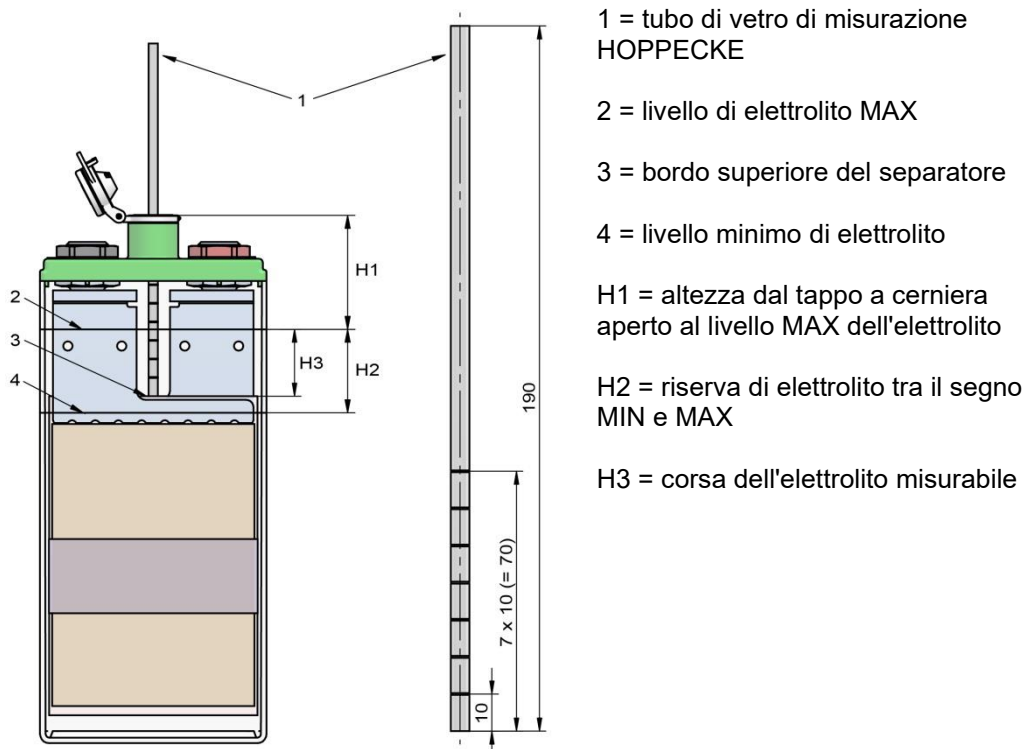 1
2
3
4
H1
H3
H2
190
7 x 10 (= 70)
10
1 = tubo di vetro di misurazione
HOPPECKE
2 = livello di elettrolito MAX
3 = bordo superiore del separatore
4 = livello minimo di elettrolito
H1 = altezza dal tappo a cerniera
aperto al livello MAX dell'elettrolito
H2 = riserva di elettrolito tra il segno
MIN e MAX
H3 = corsa dell'elettrolito misurabile